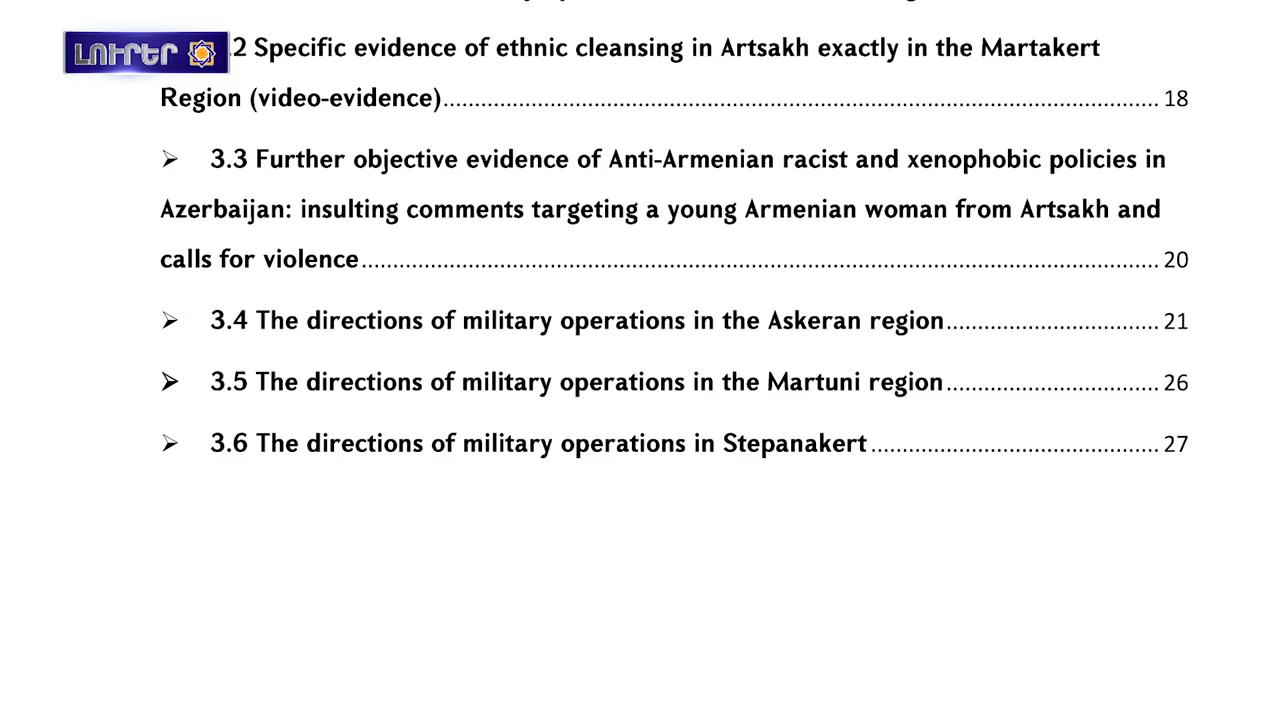 ԼՈՒՐԵՐ
.2 Specific evidence of ethnic cleansing in Artsakh exactly in the Martakert
Region (video-evidence) 18
➢ 3.3 Further objective evidence of Anti-Armenian racist and xenophobic policies in
Azerbaijan: insulting comments targeting a young Armenian woman from Artsakh and
calls for violence 20
➢ 3.4 The directions of military operations in the Askeran region 21
➢ 3.5 The directions of military operations in the Martuni region 26
➢ 3.6 The directions of military operations in Stepanakert 27